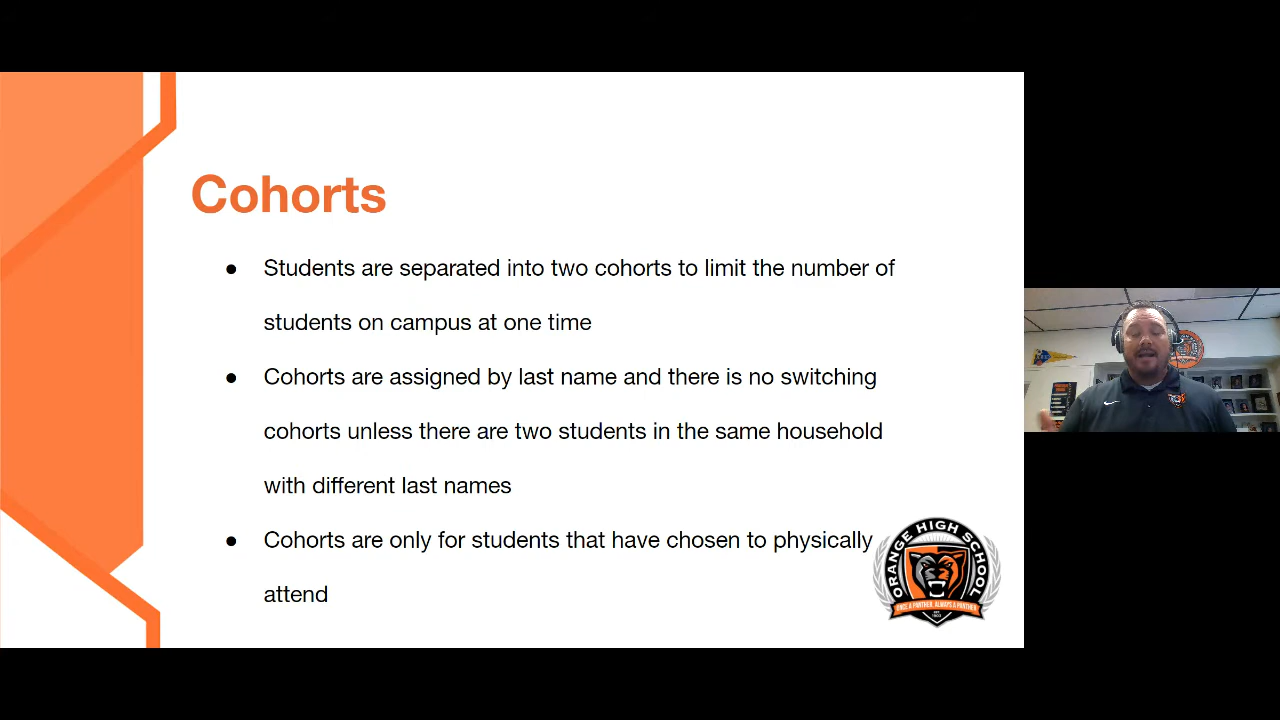 Cohorts
● Students are separated into two cohorts to limit the number of
students on campus at one time
● Cohorts are assigned by last name and there is no switching
cohorts unless there are two students in the same household
with different last names
● Cohorts are only for students that have chosen to physically
attend
ORANGE HIGH SCHOOL
ONCE A PANTHER, ALWAYS A PANTHER